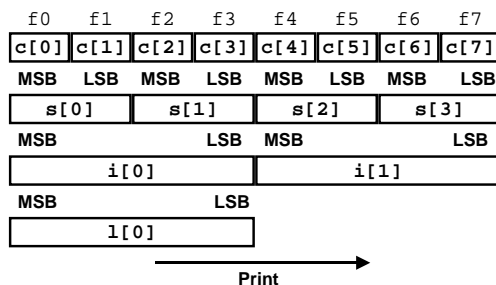 f0 f1 f2 f3 f4 f5 f6 f7
c[0] c[1] c[2] c[3] c[4] c[5] c[6] c[7]
MSB LSB MSB LSB MSB LSB MSB LSB
s[0] s[1] s[2] s[3]
MSB LSB MSB LSB
i[0] i[1]
MSB LSB
l[0]
Print